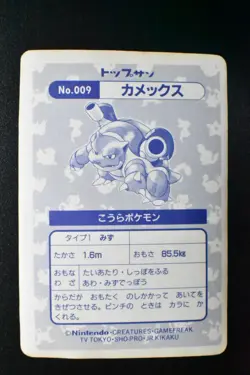 トップサン
No.009 カメックス
こうらポケモン
タイプ1 みず
たかさ 1.6m おもさ 85.5kg
おもな たいあたり・しっぽをふる
わざ あわ・みずでっぽう
からだが おもたく のしかかって あいてを
きぜつさせる。ピンチの ときは カラに かく
れる。
©Nintendo・CREATURES・GAMEFREAK
TV TOKYO・SHO-PRO・JR KIKAKU